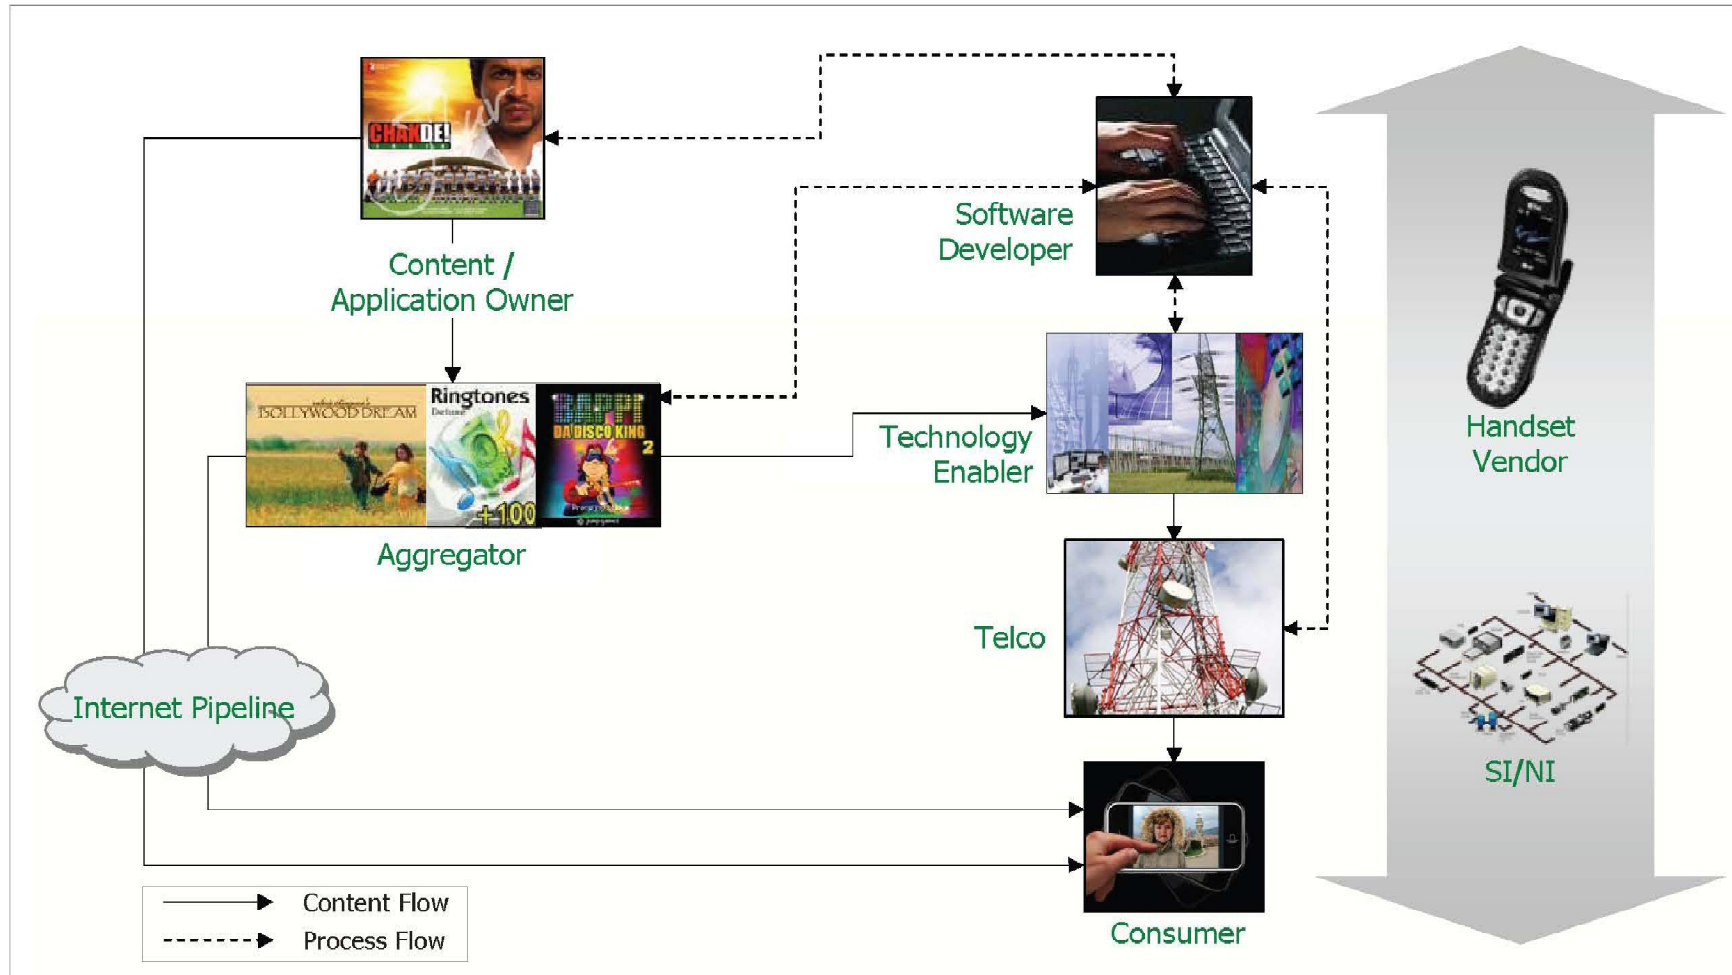 CHAKDE!
INDIA
Software
Developer
Content /
Application Owner
BOLLYWOOD DREAM
Ringtones
Deluxe
+100
DA DISCO KING
2
Technology
Enabler
Aggregator
Handset
Vendor
Telco
Internet Pipeline
SI/NI
Consumer
Content Flow
Process Flow